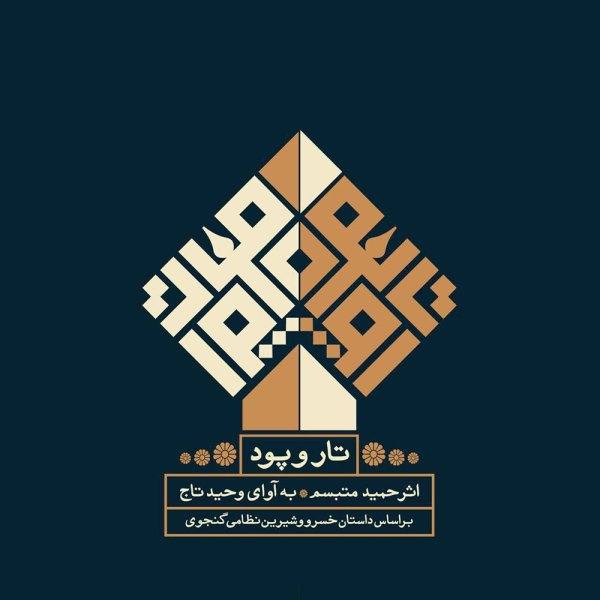 تار و پود
اثر حمید متبسم * به آوای وحید تاج
براساس داستان خسرو و شیرین نظامی گنجوی